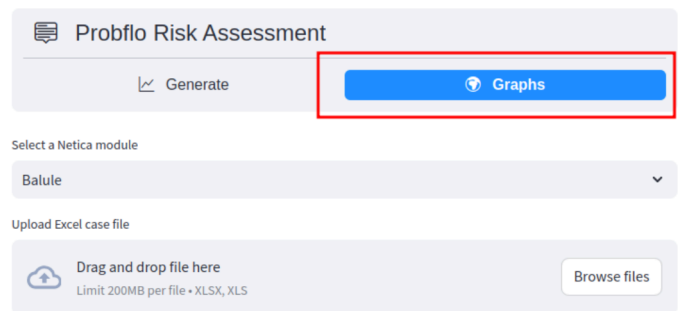 Probflo Risk Assessment
Generate
Graphs
Select a Netica module
Balule
Upload Excel case file
Drag and drop file here
Limit 200MB per file • XLSX, XLS
Browse files